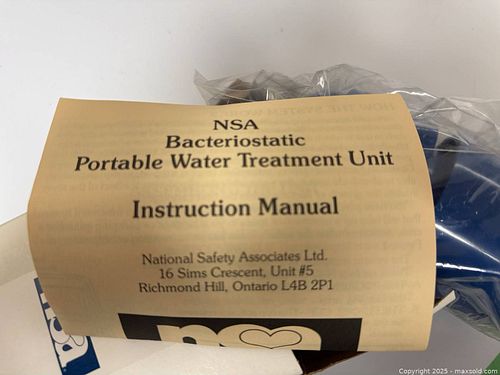 NSA
Bacteriostatic
Portable Water Treatment Unit
Instruction Manual
National Safety Associates Ltd.
16 Sims Crescent, Unit #5
Richmond Hill, Ontario L4B 2P1
nsa
Copyright 2025 - maxsold.com